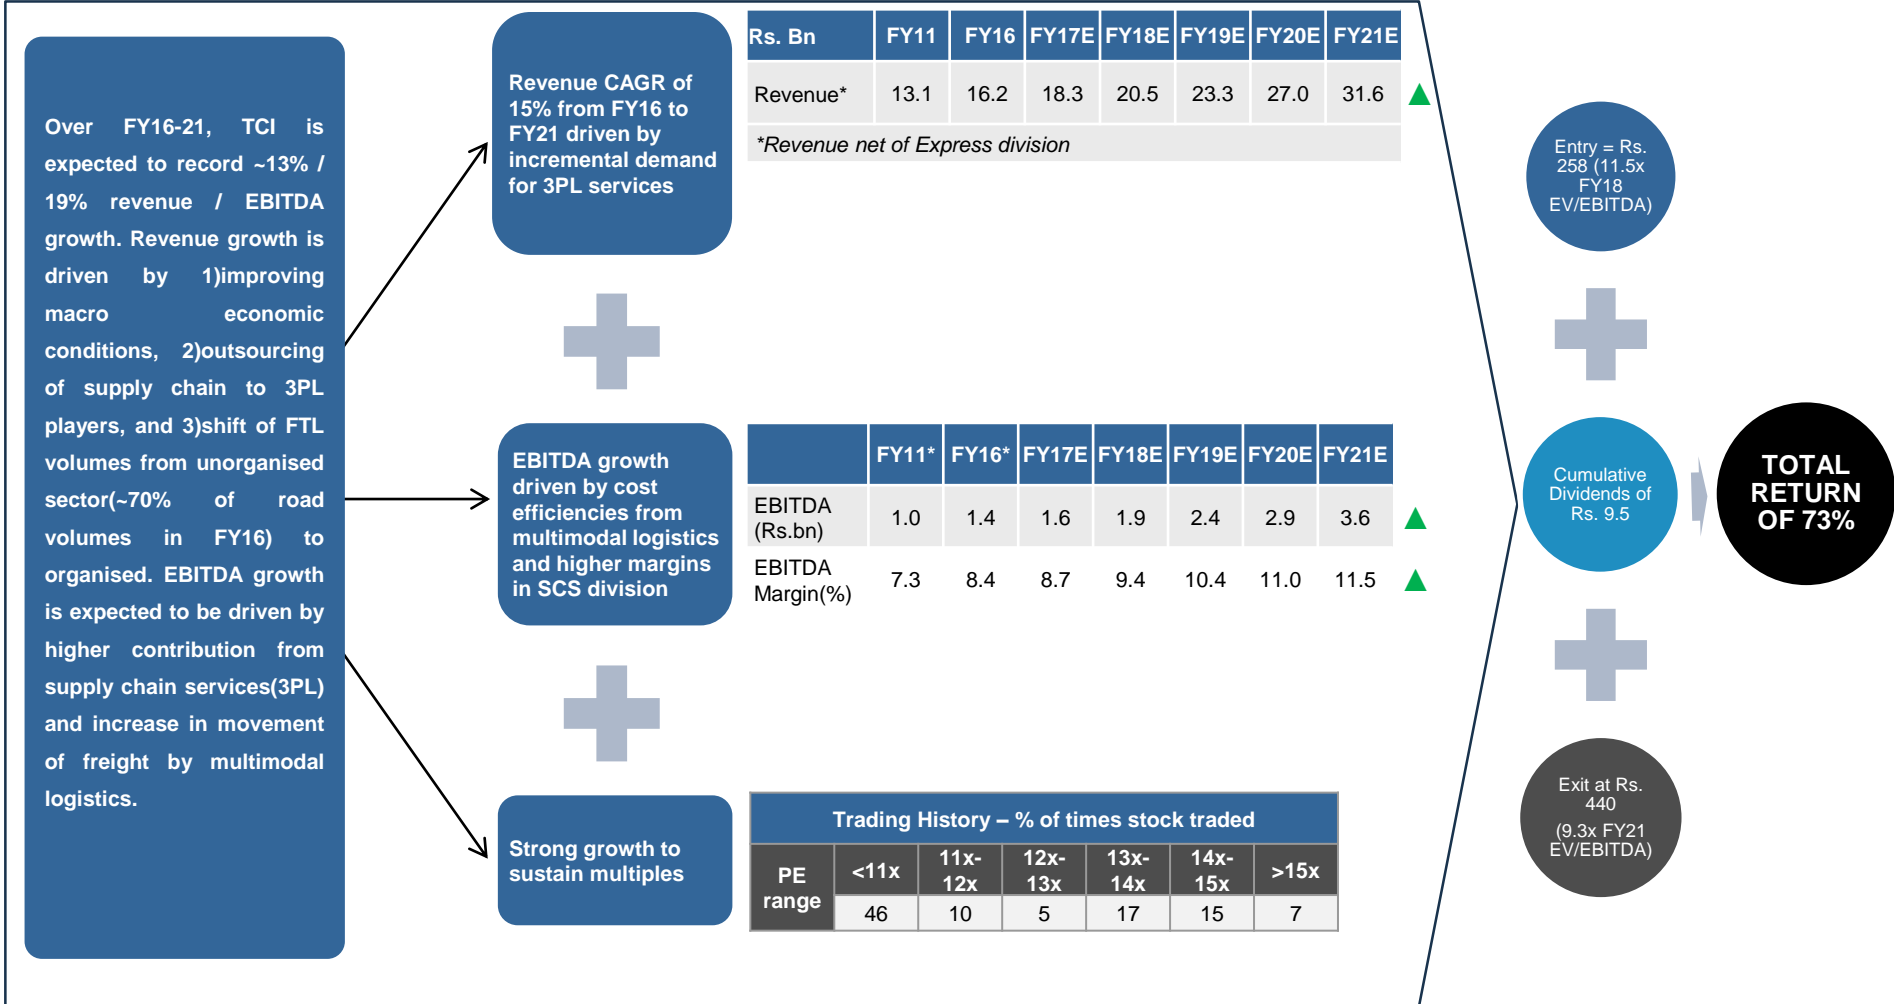 Over FY16-21, TCI is
expected to record ~13% /
19% revenue / EBITDA
growth. Revenue growth is
driven by 1)improving
macro economic
conditions, 2)outsourcing
of supply chain to 3PL
players, and 3)shift of FTL
volumes from unorganised
sector(~70% of road
volumes in FY16) to
organised. EBITDA growth
is expected to be driven by
higher contribution from
supply chain services(3PL)
and increase in movement
of freight by multimodal
logistics.
Revenue CAGR of
15% from FY16 to
FY21 driven by
incremental demand
for 3PL services
Rs. Bn FY11 FY16 FY17E FY18E FY19E FY20E FY21E
Revenue* 13.1 16.2 18.3 20.5 23.3 27.0 31.6
*Revenue net of Express division
EBITDA growth
driven by cost
efficiencies from
multimodal logistics
and higher margins
in SCS division
FY11* FY16* FY17E FY18E FY19E FY20E FY21E
EBITDA
(Rs.bn) 1.0 1.4 1.6 1.9 2.4 2.9 3.6
EBITDA
Margin(%) 7.3 8.4 8.7 9.4 10.4 11.0 11.5
Strong growth to
sustain multiples
Trading History – % of times stock traded
PE
range
<11x 11x-
12x 12x-
13x 13x-
14x 14x-
15x >15x
46 10 5 17 15 7
Entry = Rs.
258 (11.5x
FY18
EV/EBITDA)
Cumulative
Dividends of
Rs. 9.5
Exit at Rs.
440
(9.3x FY21
EV/EBITDA)
TOTAL
RETURN
OF 73%